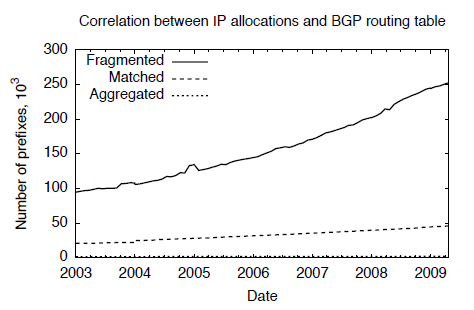 Correlation between IP allocations and BGP routing table
300
250
200
150
100
50
0
Number of prefixes, 10³
Fragmented
Matched
Aggregated
2003 2004 2005 2006 2007 2008 2009
Date